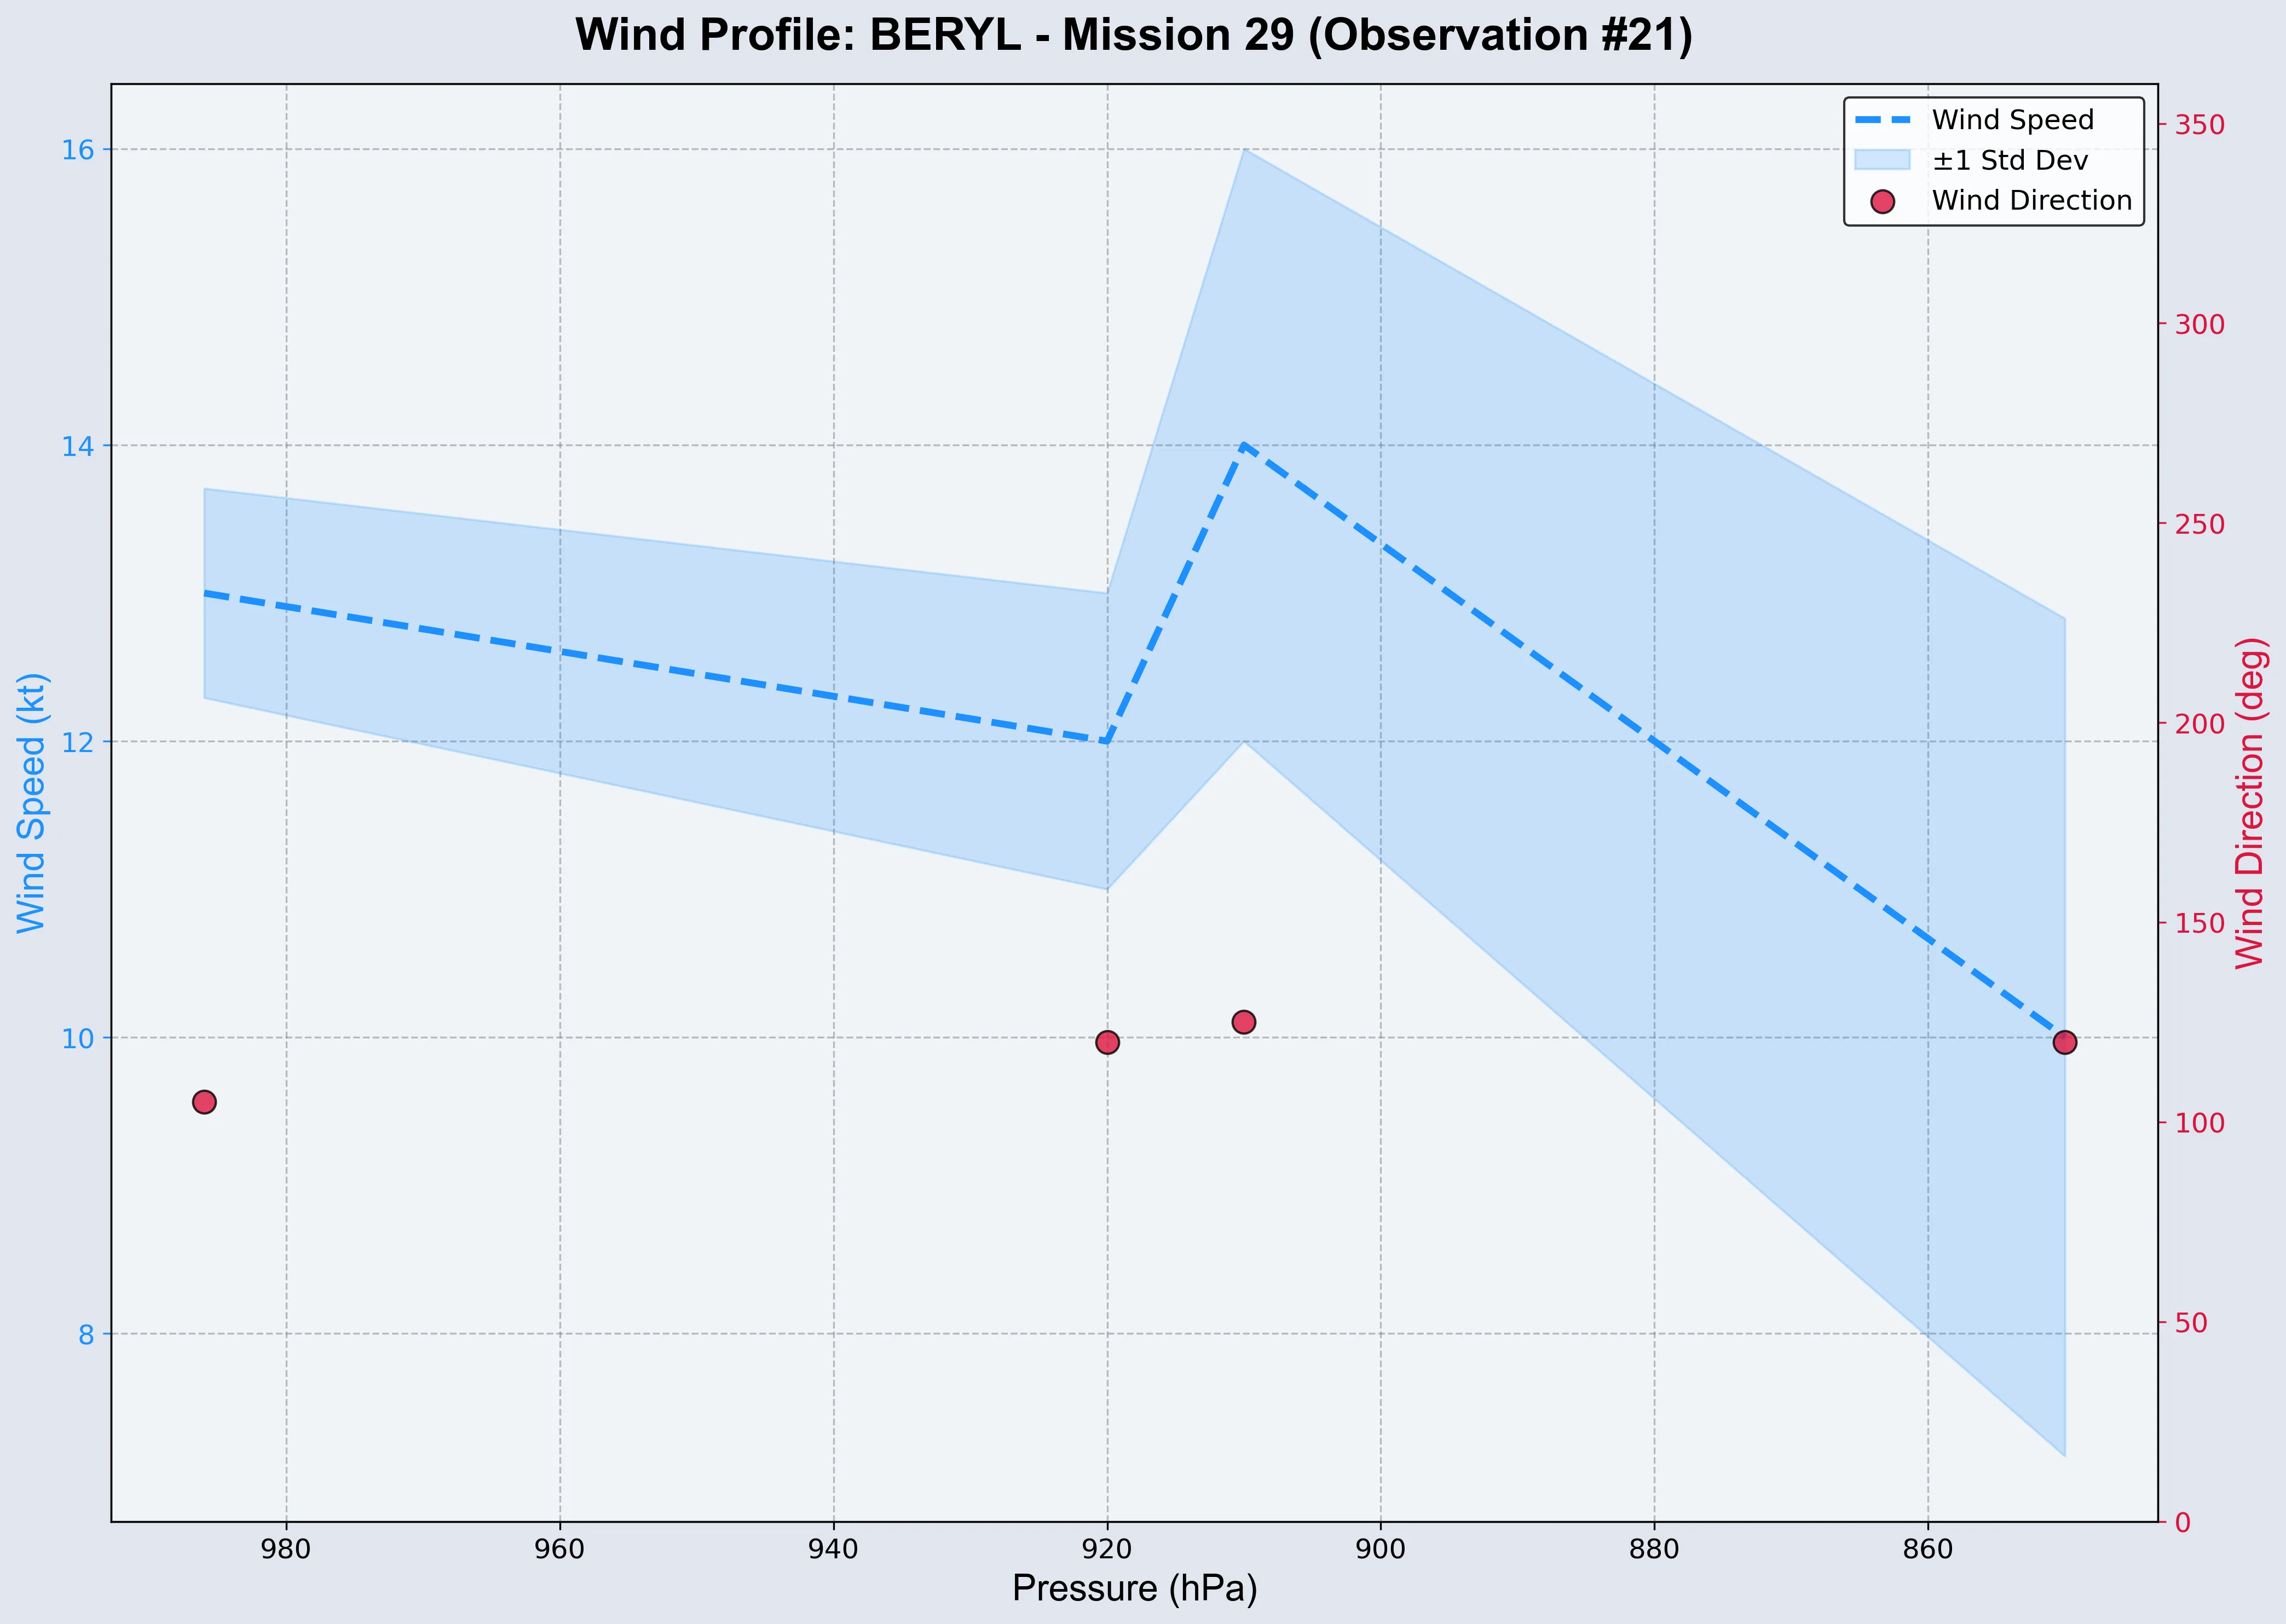 Wind Profile: BERYL - Mission 29 (Observation #21)
Wind Speed
±1 Std Dev
Wind Direction
16
14
12
10
8
Wind Speed (kt)
350
300
250
200
150
100
50
0
Wind Direction (deg)
980 960 940 920 900 880 860
Pressure (hPa)